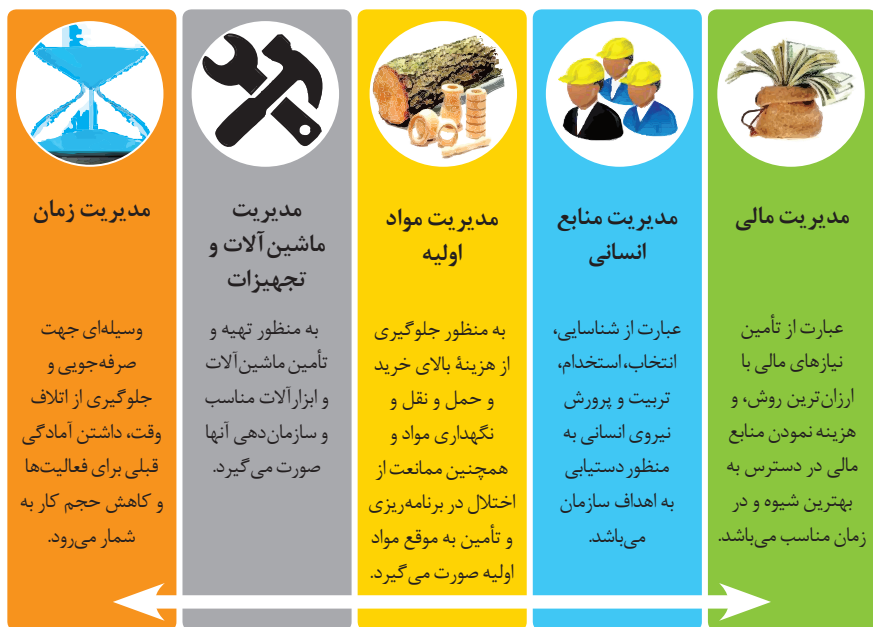 مدیریت مالی
عبارت از تأمین
نیازهای مالی با
ارزان‌ترین روش، و
هزینه نمودن منابع
مالی در دسترس به
بهترین شیوه و در
زمان مناسب می‌باشد.
مدیریت منابع
انسانی
عبارت از شناسایی،
انتخاب، استخدام،
تربیت و پرورش
نیروی انسانی به
منظور دستیابی
به اهداف سازمان
می‌باشد.
مدیریت مواد
اولیه
به منظور جلوگیری
از هزینهٔ بالای خرید
و حمل و نقل و
نگهداری مواد و
همچنین ممانعت از
اختلال در برنامه‌ریزی
و تأمین به موقع مواد
اولیه صورت می‌گیرد.
مدیریت
ماشین‌آلات و
تجهیزات
به منظور تهیه و
تأمین ماشین‌آلات
و ابزارآلات مناسب
و سازمان‌دهی آنها
صورت می‌گیرد.
مدیریت زمان
وسیله‌ای جهت
صرفه‌جویی و
جلوگیری از اتلاف
وقت، داشتن آمادگی
قبلی برای فعالیت‌ها
و کاهش حجم کار به
شمار می‌رود.